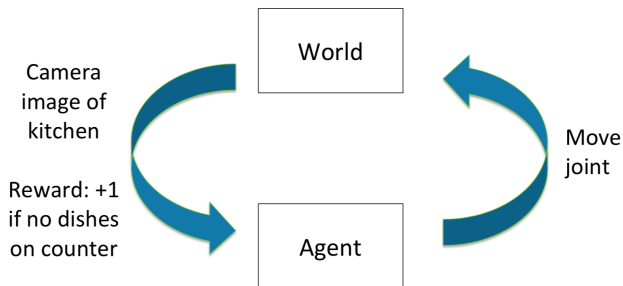 World
Camera
image of
kitchen
Move
joint
Reward: +1
if no dishes
on counter
Agent